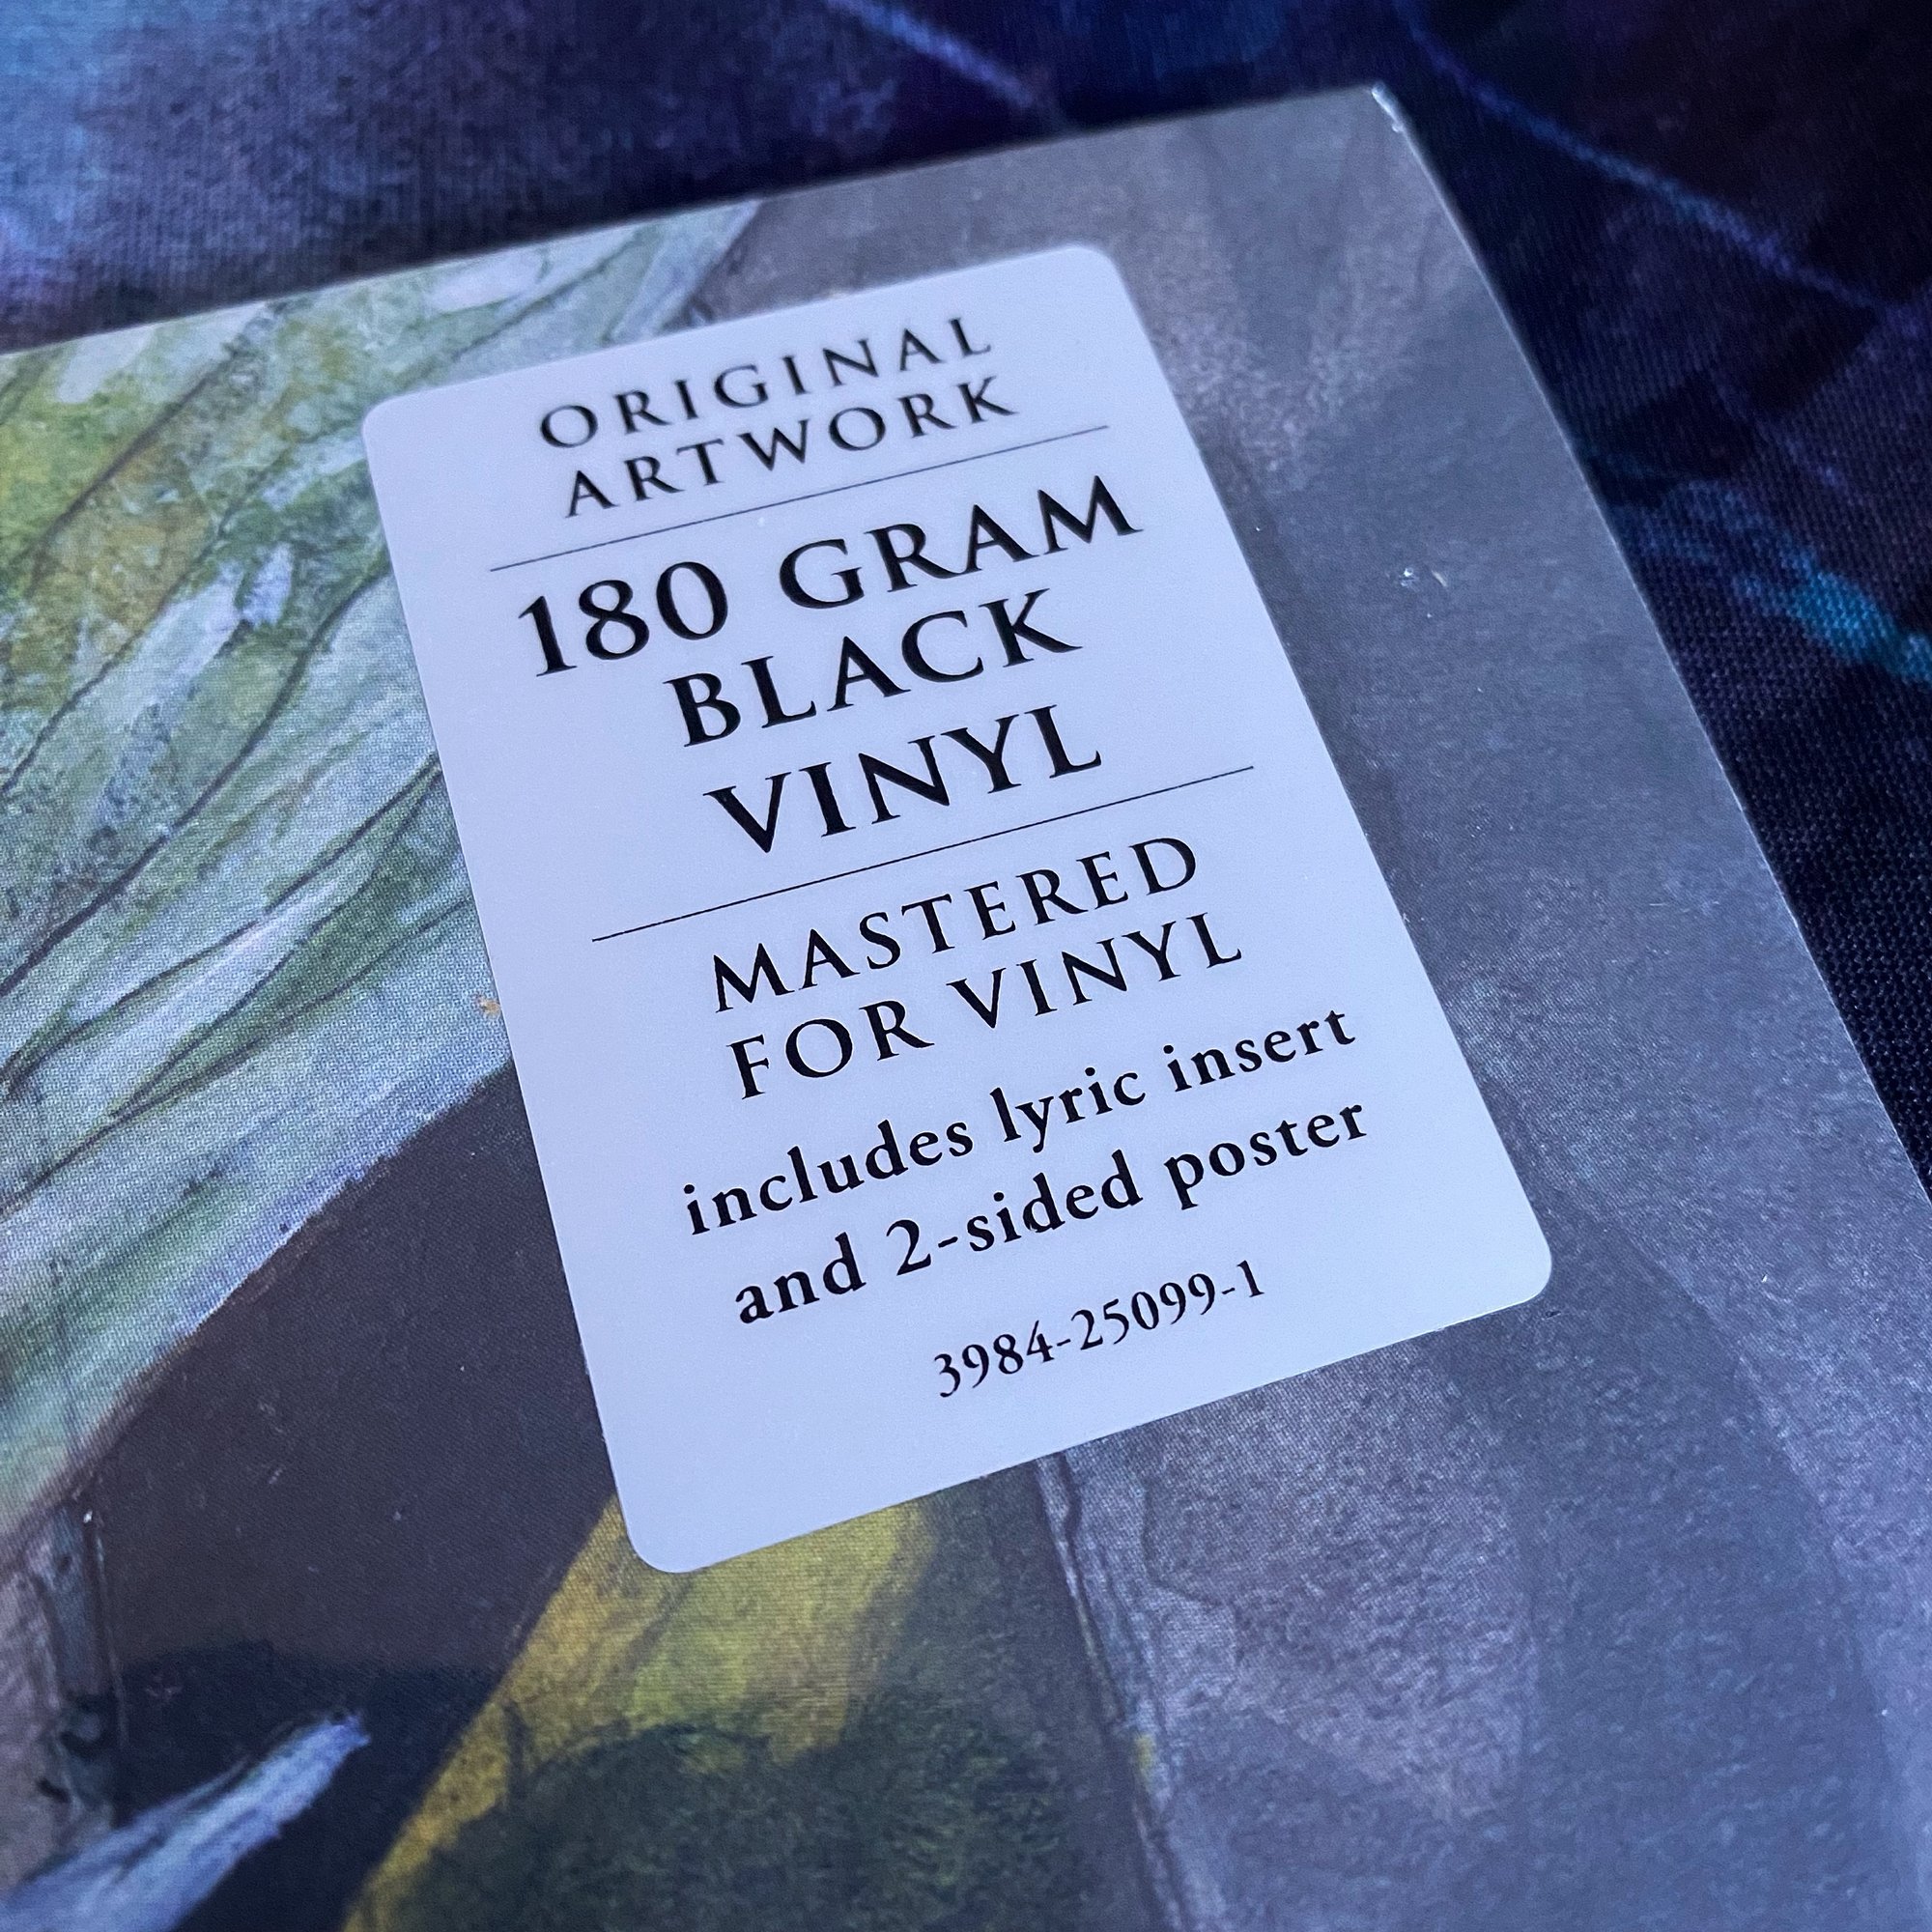 ORIGINAL
ARTWORK
180 GRAM
BLACK
VINYL
MASTERED
FOR VINYL
includes lyric insert
and 2-sided poster
3984-25099-1